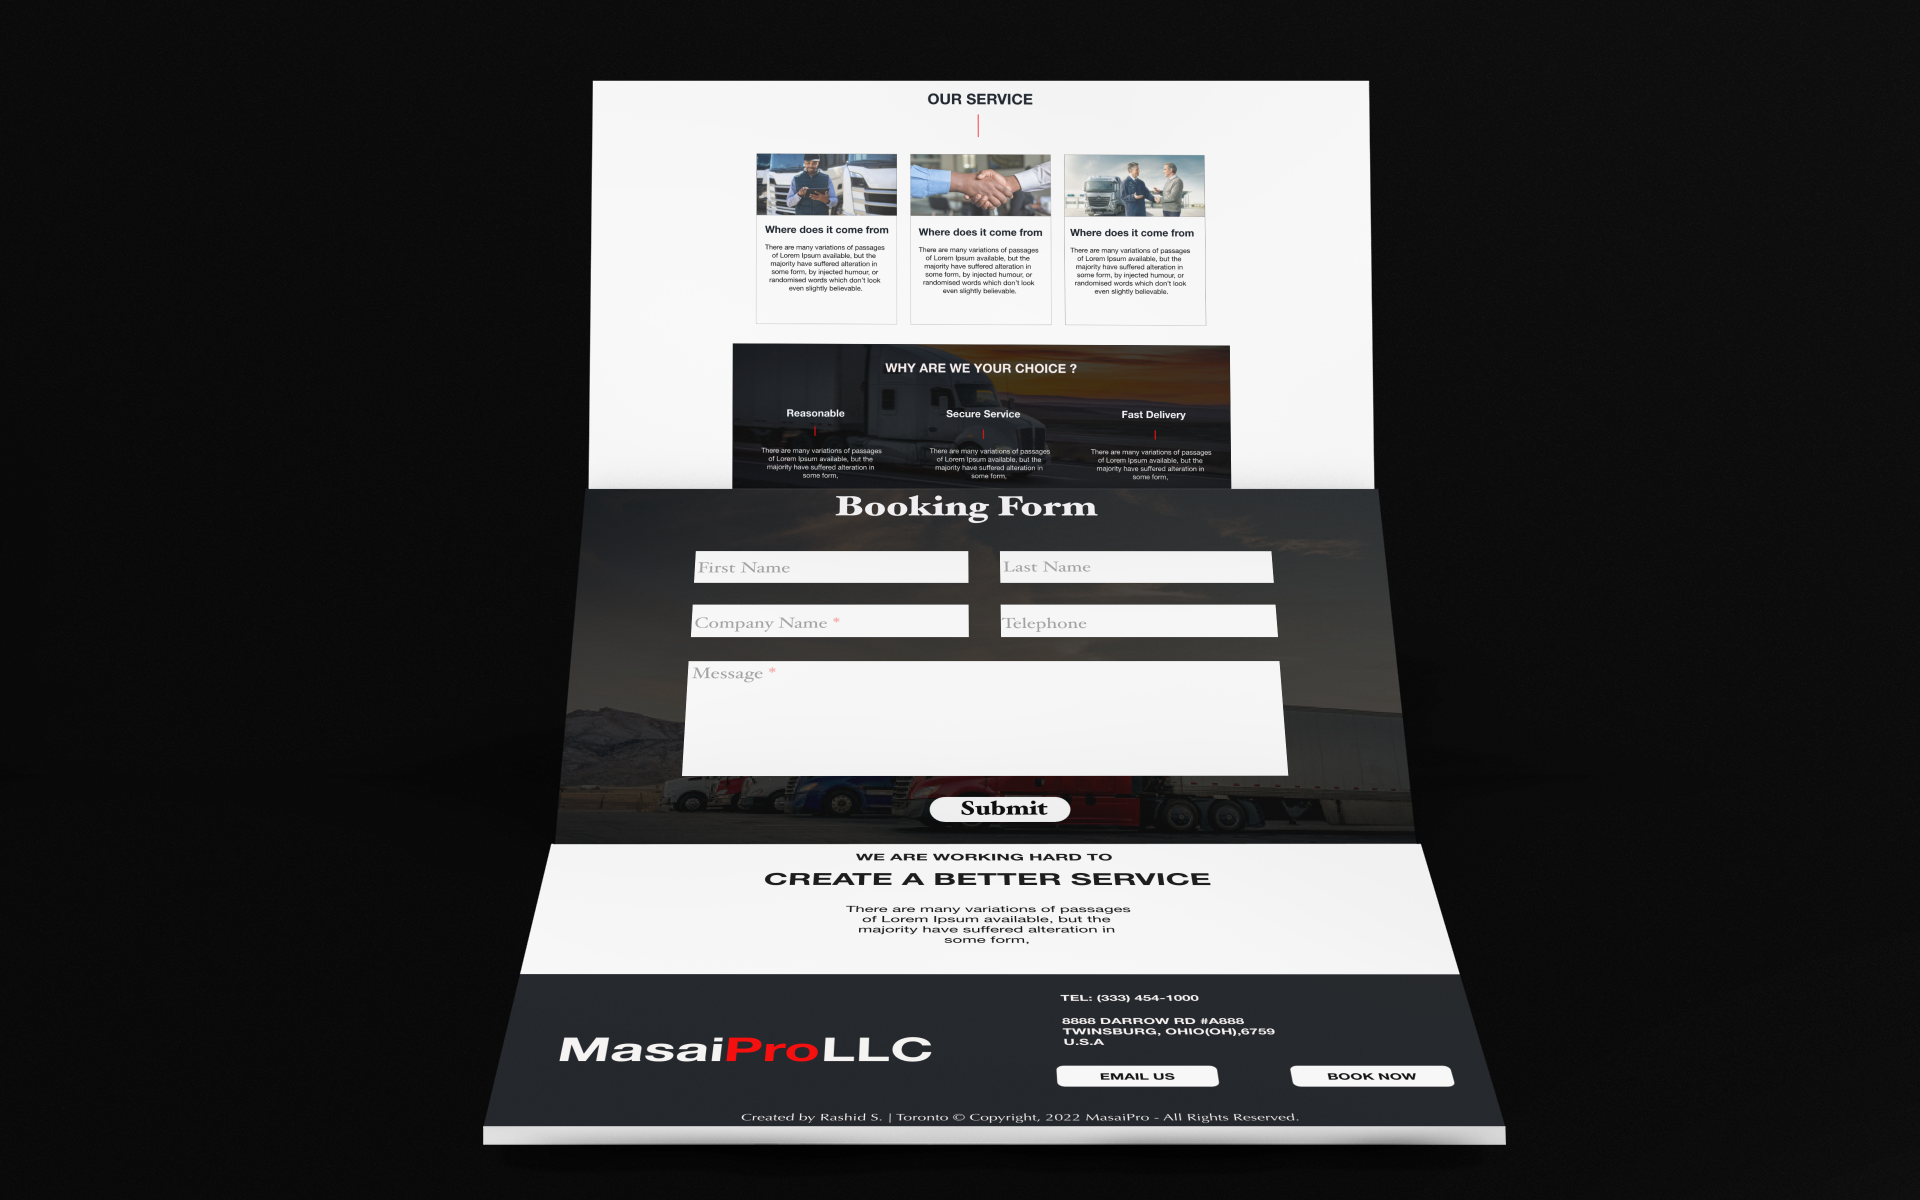 OUR SERVICE
Where does it come from
There are many variations of passages
of Lorem Ipsum available, but the
majority have suffered alteration in
some form, by injected humour, or
randomised words which don't look
even slightly believable.
Where does it come from
There are many variations of passages
of Lorem Ipsum available, but the
majority have suffered alteration in
some form, by injected humour, or
randomised words which don't look
even slightly believable.
Where does it come from
There are many variations of passages
of Lorem Ipsum available, but the
majority have suffered alteration in
some form, by injected humour, or
randomised words which don't look
even slightly believable.
WHY ARE WE YOUR CHOICE ?
Reasonable
There are many variations of passages
of Lorem Ipsum available, but the
majority have suffered alteration in
some form,
Secure Service
There are many variations of passages
of Lorem Ipsum available, but the
majority have suffered alteration in
some form,
Fast Delivery
There are many variations of passages
of Lorem Ipsum available, but the
majority have suffered alteration in
some form,
Booking Form
First Name
Last Name
Company Name *
Telephone
Message *
Submit
WE ARE WORKING HARD TO
CREATE A BETTER SERVICE
There are many variations of passages
of Lorem Ipsum available, but the
majority have suffered alteration in
some form,
MasaiProLLC
TEL: (333) 454-1000
8888 DARROW RD #A888
TWINSBURG, OHIO(OH),6759
U.S.A
EMAIL US
BOOK NOW
Created by Rashid S. | Toronto © Copyright, 2022 MasaiPro - All Rights Reserved.